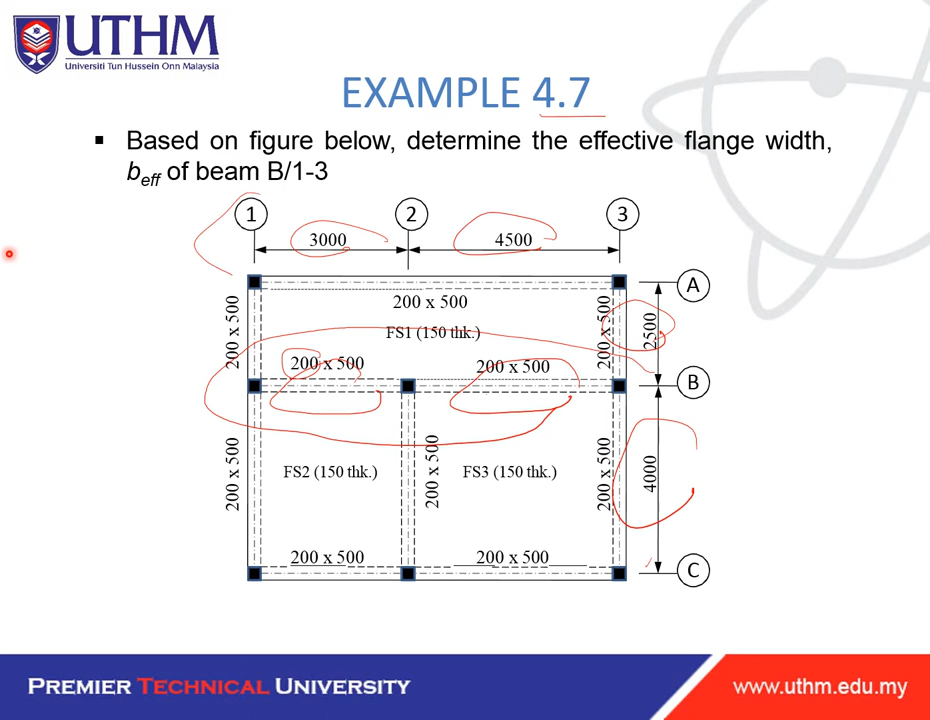 UTHM
Universiti Tun Hussein Onn Malaysia
EXAMPLE 4.7
▪ Based on figure below, determine the effective flange width,
beff of beam B/1-3
1 2 3
3000 4500
A
200 x 500
200 x 500
200 x 500
2500
FS1 (150 thk.)
200 x 500 200 x 500
B
200 x 500
FS2 (150 thk.)
200 x 500
FS3 (150 thk.)
200 x 500
4000
200 x 500 200 x 500
C
PREMIER TECHNICAL UNIVERSITY
www.uthm.edu.my